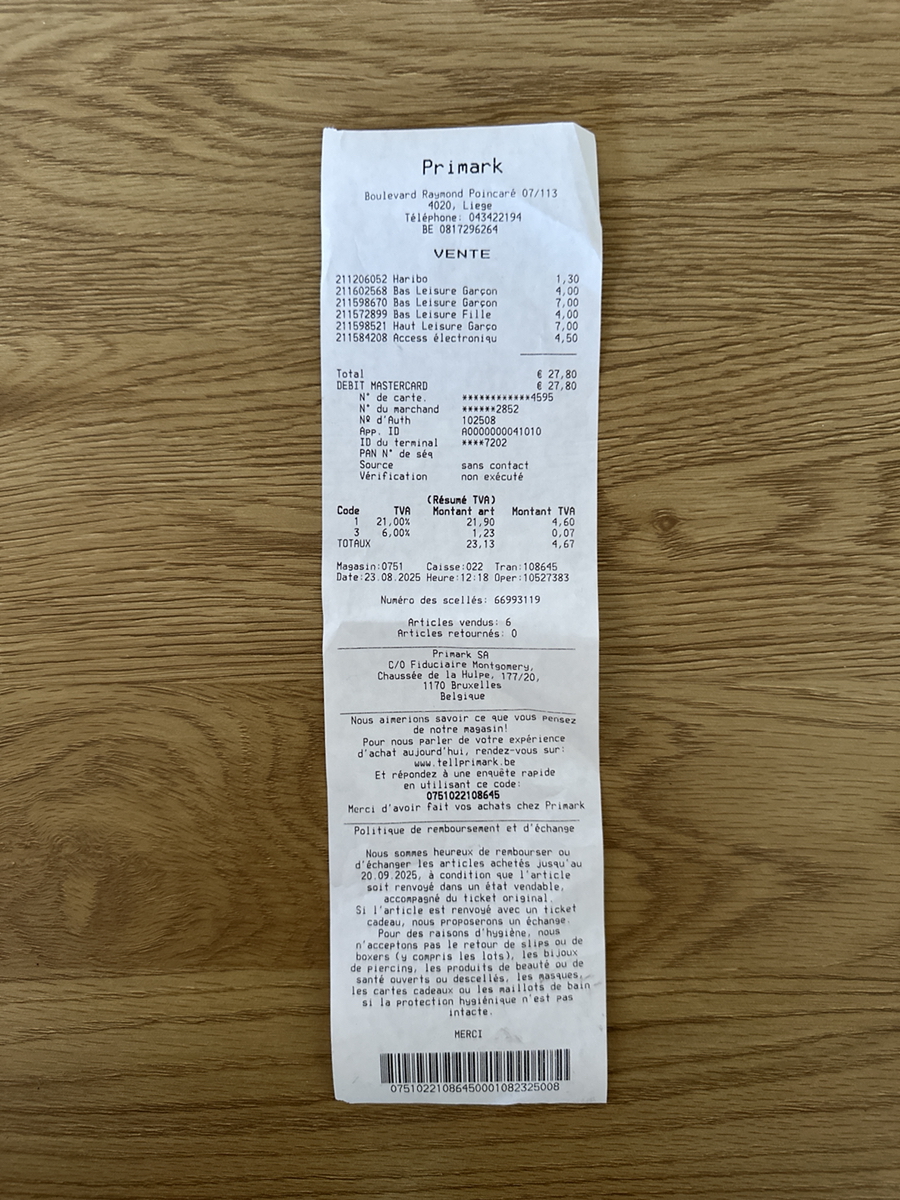 Primark
Boulevard Raymond Poincaré 07/113
4020, Liege
Téléphone: 043422194
BE 0817296264
VENTE
211206052 Haribo 1,30
211602568 Bas Leisure Garçon 4,00
211598670 Bas Leisure Garçon 7,00
211572899 Bas Leisure Fille 4,00
211598521 Haut Leisure Garço 7,00
211584208 Access électroniqu 4,50
Total € 27,80
DEBIT MASTERCARD € 27,80
N° de carte. ************4595
N° du marchand ******2852
Nº d'Auth 102508
App. ID A0000000041010
ID du terminal ****7202
PAN N° de séq
Source sans contact
Vérification non exécuté
(Résumé TVA)
Code TVA Montant art Montant TVA
1 21,00% 21,90 4,60
3 6,00% 1,23 0,07
TOTAUX 23,13 4,67
Magasin:0751 Caisse:022 Tran:108645
Date:23.08.2025 Heure:12:18 Oper:10527383
Numéro des scellés: 66993119
Articles vendus: 6
Articles retournés: 0
Primark SA
C/O Fiduciaire Montgomery,
Chaussée de la Hulpe, 177/20,
1170 Bruxelles
Belgique
Nous aimerions savoir ce que vous pensez
de notre magasin!
Pour nous parler de votre expérience
d'achat aujourd'hui, rendez-vous sur:
www.tellprimark.be
Et répondez à une enquête rapide
en utilisant ce code:
0751022108645
Merci d'avoir fait vos achats chez Primark
Politique de remboursement et d'échange
Nous sommes heureux de rembourser ou
d'échanger les articles achetés jusqu'au
20.09.2025, à condition que l'article
soit renvoyé dans un état vendable,
accompagné du ticket original.
Si l'article est renvoyé avec un ticket
cadeau, nous proposerons un échange.
Pour des raisons d'hygiène, nous
n'acceptons pas le retour de slips ou de
boxers (y compris les lots), les bijoux
de piercing, les produits de beauté ou de
santé ouverts ou descellés, les masques,
les cartes cadeaux ou les maillots de bain
si la protection hygiénique n'est pas
intacte.
MERCI
07510221086450001082325008